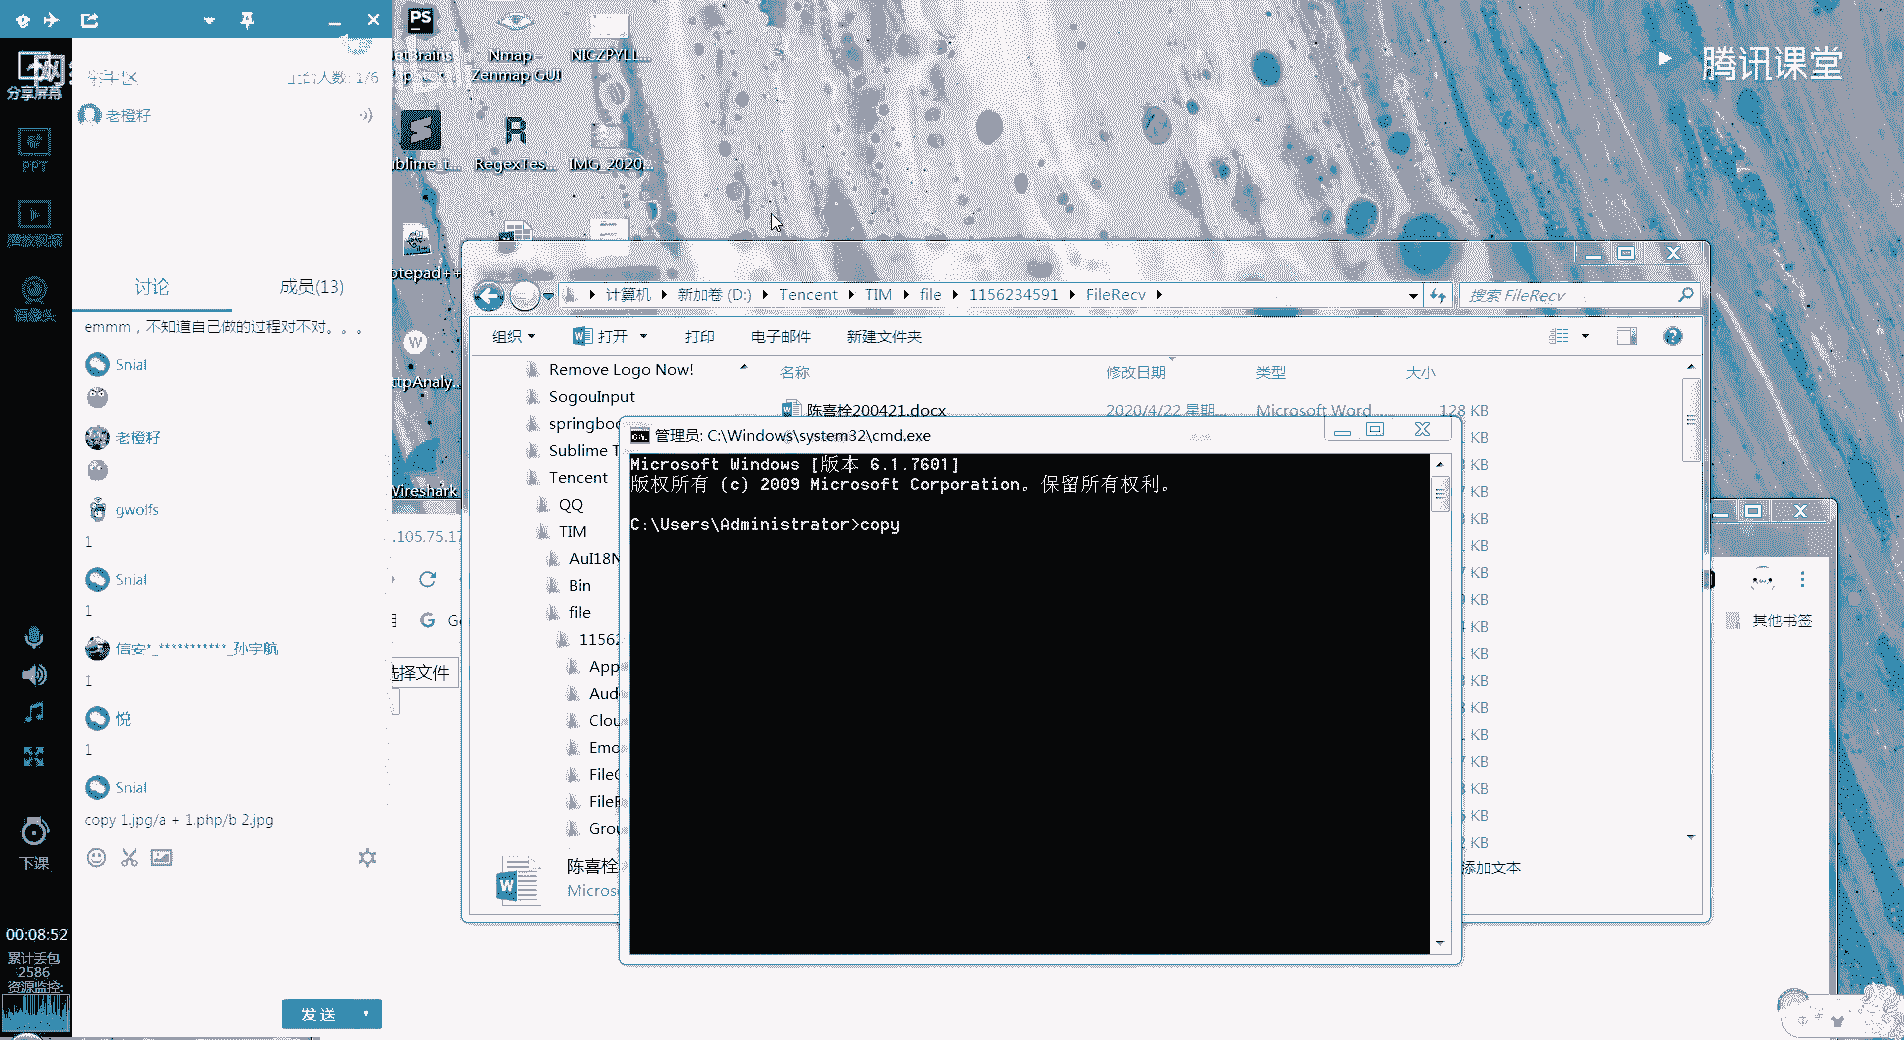 分享屏幕
PPT
播放视频
摄像头
00:08:52
累计丢包
2586
资源监控:
下课
上台人数: 1/6
老橙籽
讨论
成员(13)
emmm，不知道自己做的过程对不对。。。
Snial
老橙籽
gwolfs
1
Snial
1
信安*_***********_孙宇航
1
悦
1
Snial
copy 1.jpg/a + 1.php/b 2.jpg
发送
Nmap -
Zenmap GUI
NICZPYLL...
RegexTes...
IMG_2020...
otepad++
ttpAnaly...
Wireshark
腾讯课堂
计算机
新加卷 (D:)
Tencent
TIM
file
1156234591
FileRecv
搜索 FileRecv
组织
打开
打印
电子邮件
新建文件夹
名称
修改日期
类型
大小
Remove Logo Now!
SogouInput
springboo
Sublime T
Tencent
QQ
TIM
AuI18N
Bin
file
11562
App
Aud
Clou
Emo
FileC
FileR
Grou
陈喜栓200421.docx
2020/4/22 星期...
Microsoft Word ...
128 KB
管理员: C:\Windows\system32\cmd.exe
Microsoft Windows [版本 6.1.7601]
版权所有 (c) 2009 Microsoft Corporation。保留所有权利。
C:\Users\Administrator>copy
陈喜栓
Micros
添加文本
.105.75.17
选择文件
其他书签